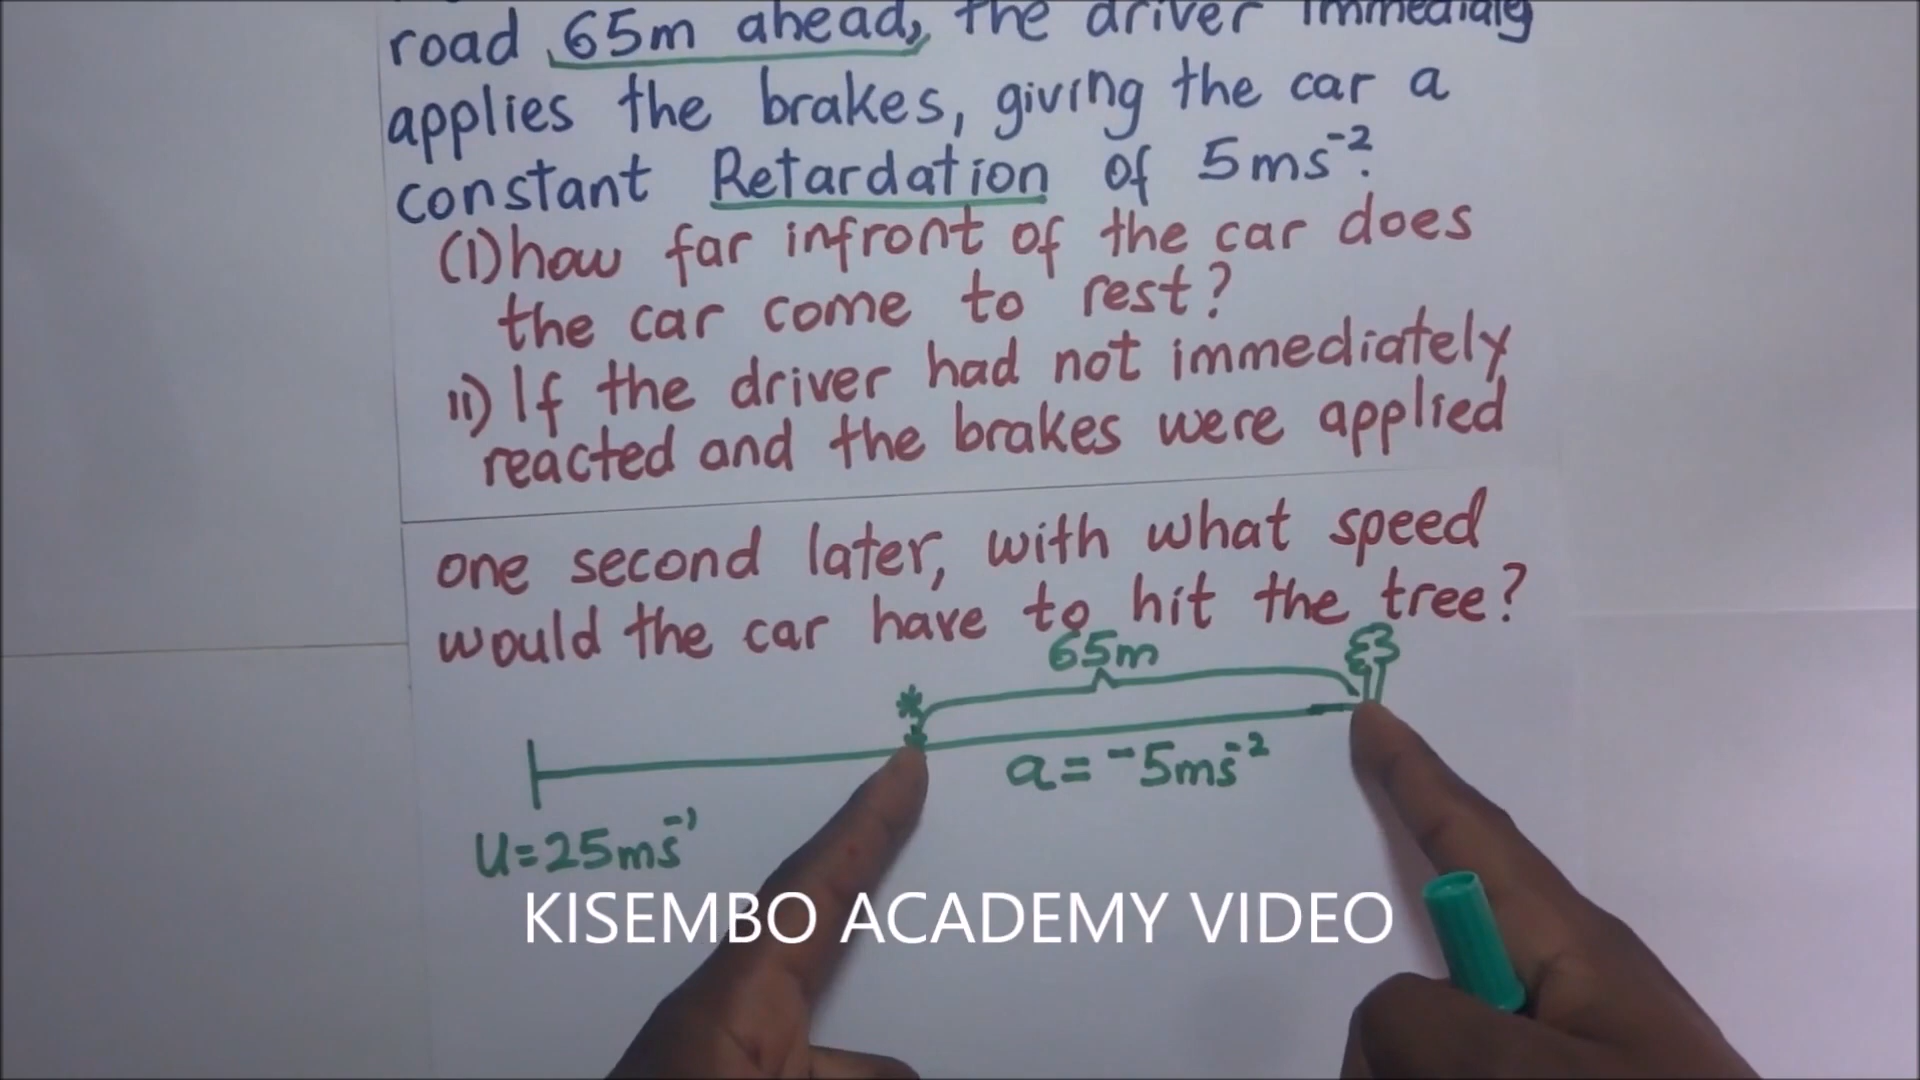 road 65m ahead, the driver immediately
applies the brakes, giving the car a
constant Retardation of 5ms⁻².
(I) how far infront of the car does
the car come to rest?
II) If the driver had not immediately
reacted and the brakes were applied
one second later, with what speed
would the car have to hit the tree?
65m
*
a = ⁻5ms⁻²
U=25ms⁻¹
KISEMBO ACADEMY VIDEO